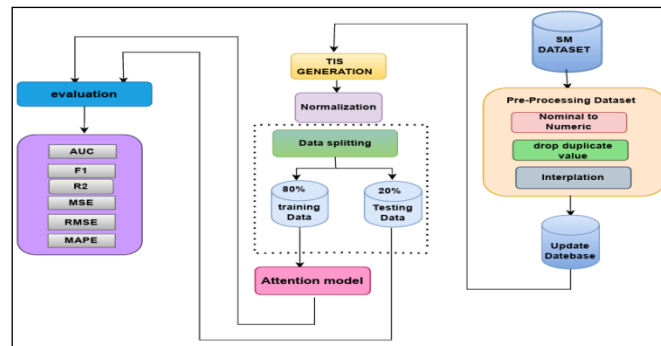 SM
DATASET
Pre-Processing Dataset
Nominal to
Numeric
drop duplicate
value
Interplation
Update
Datebase
TIS
GENERATION
Normalization
Data splitting
80%
training
Data
20%
Testing
Data
Attention model
evaluation
AUC
F1
R2
MSE
RMSE
MAPE